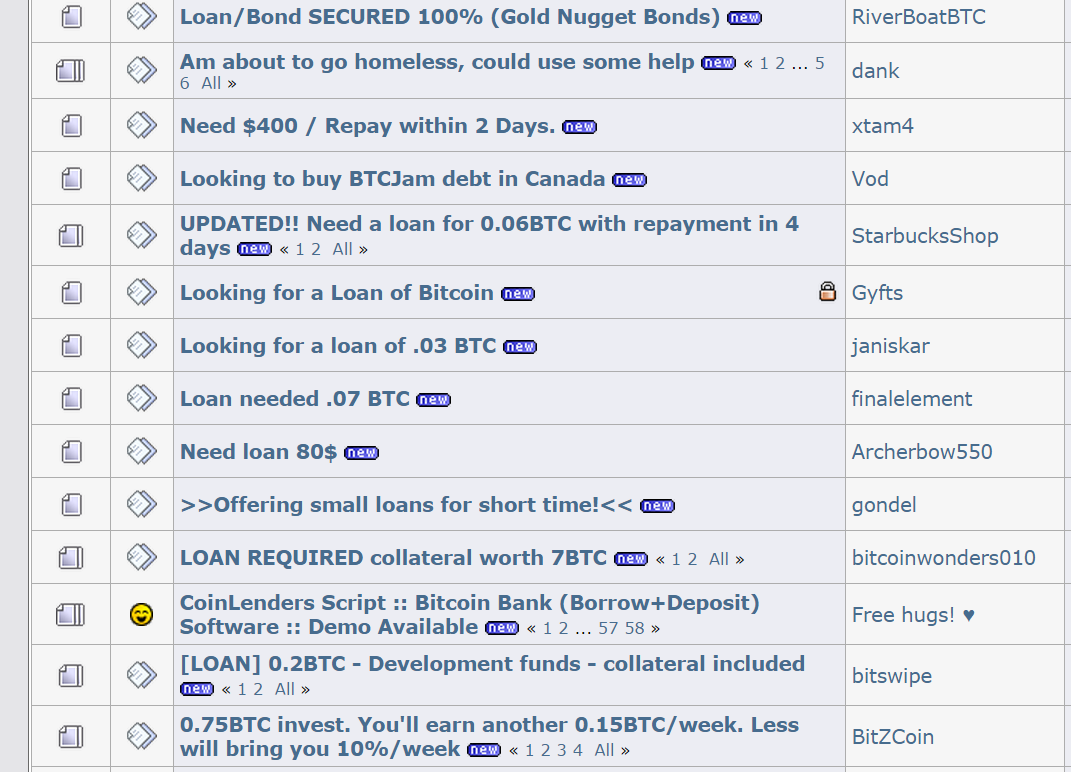 Loan/Bond SECURED 100% (Gold Nugget Bonds) new RiverBoatBTC
Am about to go homeless, could use some help new « 1 2 ... 5
6 All » dank
Need $400 / Repay within 2 Days. new xtam4
Looking to buy BTCJam debt in Canada new Vod
UPDATED!! Need a loan for 0.06BTC with repayment in 4
days new « 1 2 All » StarbucksShop
Looking for a Loan of Bitcoin new Gyfts
Looking for a loan of .03 BTC new janiskar
Loan needed .07 BTC new finalelement
Need loan 80$ new Archerbow550
>>Offering small loans for short time!<< new gondel
LOAN REQUIRED collateral worth 7BTC new « 1 2 All » bitcoinwonders010
CoinLenders Script :: Bitcoin Bank (Borrow+Deposit)
Software :: Demo Available new « 1 2 ... 57 58 » Free hugs! ♥
[LOAN] 0.2BTC - Development funds - collateral included
new « 1 2 All » bitswipe
0.75BTC invest. You'll earn another 0.15BTC/week. Less
will bring you 10%/week new « 1 2 3 4 All » BitZCoin